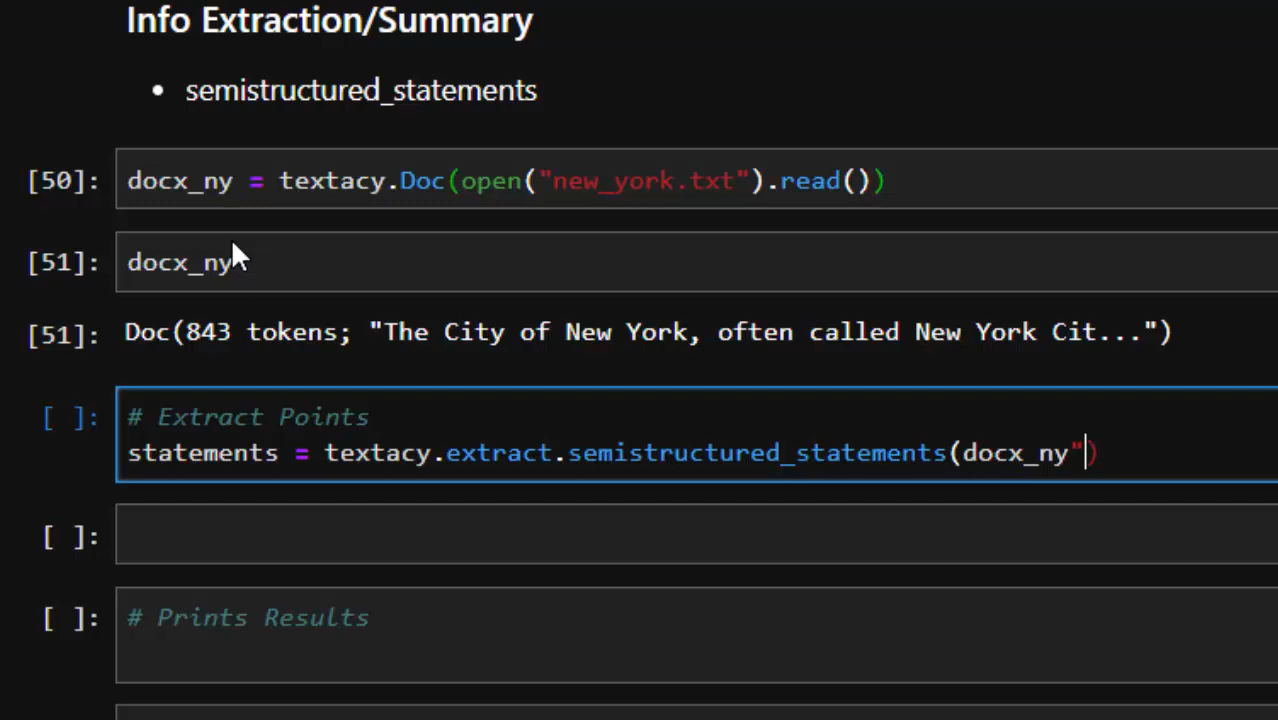 Info Extraction/Summary
• semistructured_statements
[50]: docx_ny = textacy.Doc(open("new_york.txt").read())
[51]: docx_ny
[51]: Doc(843 tokens; "The City of New York, often called New York Cit...")
[ ]: # Extract Points
statements = textacy.extract.semistructured_statements(docx_ny")
[ ]:
[ ]: # Prints Results